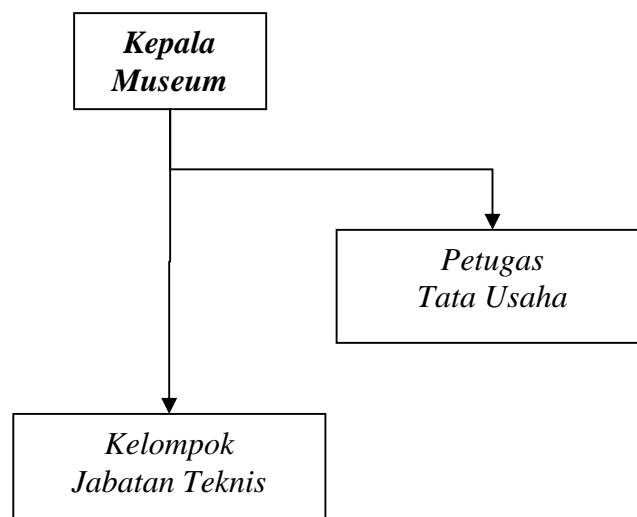 Kepala
Museum
Petugas
Tata Usaha
Kelompok
Jabatan Teknis